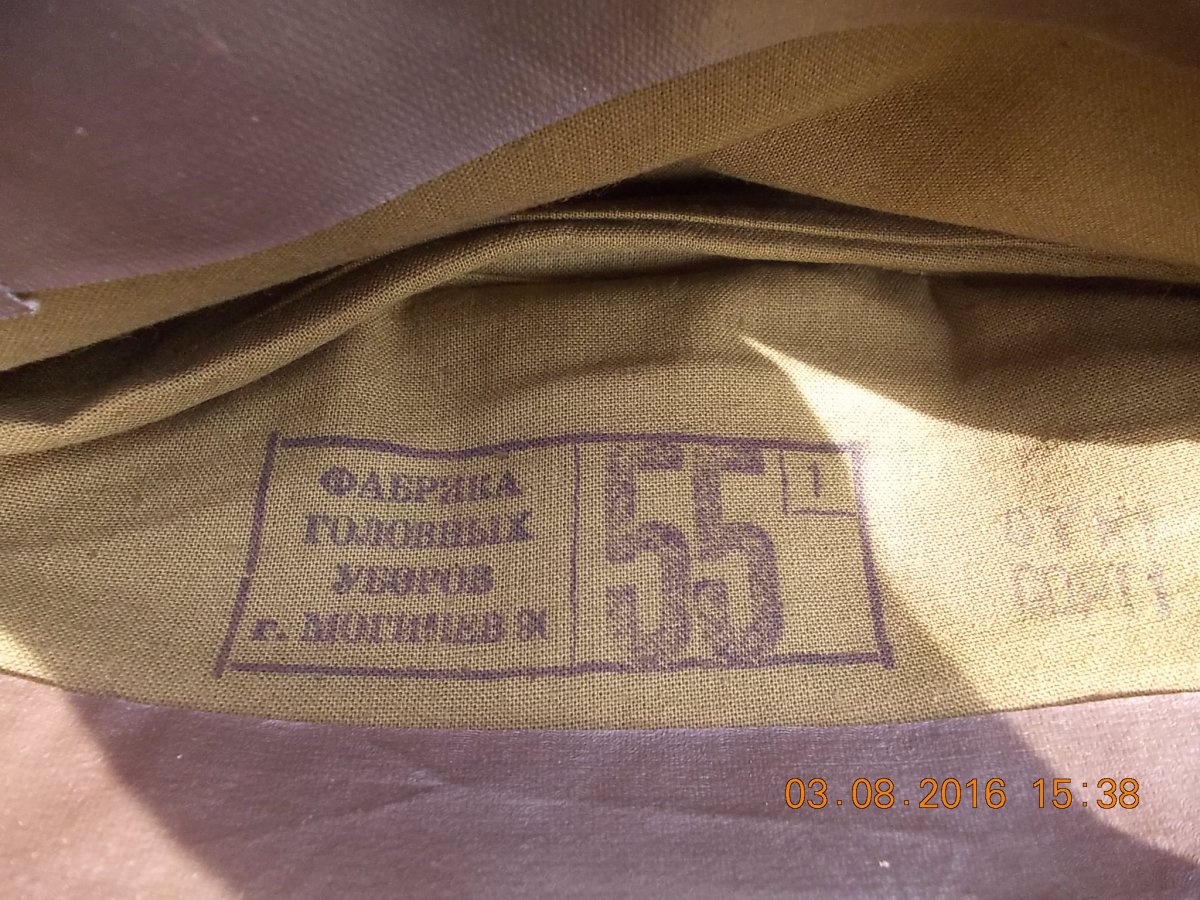 ФАБРИКА
ГОЛОВНЫХ
УБОРОВ
г. МОГИЛЕВ
55
1
03.08.2016 15:38